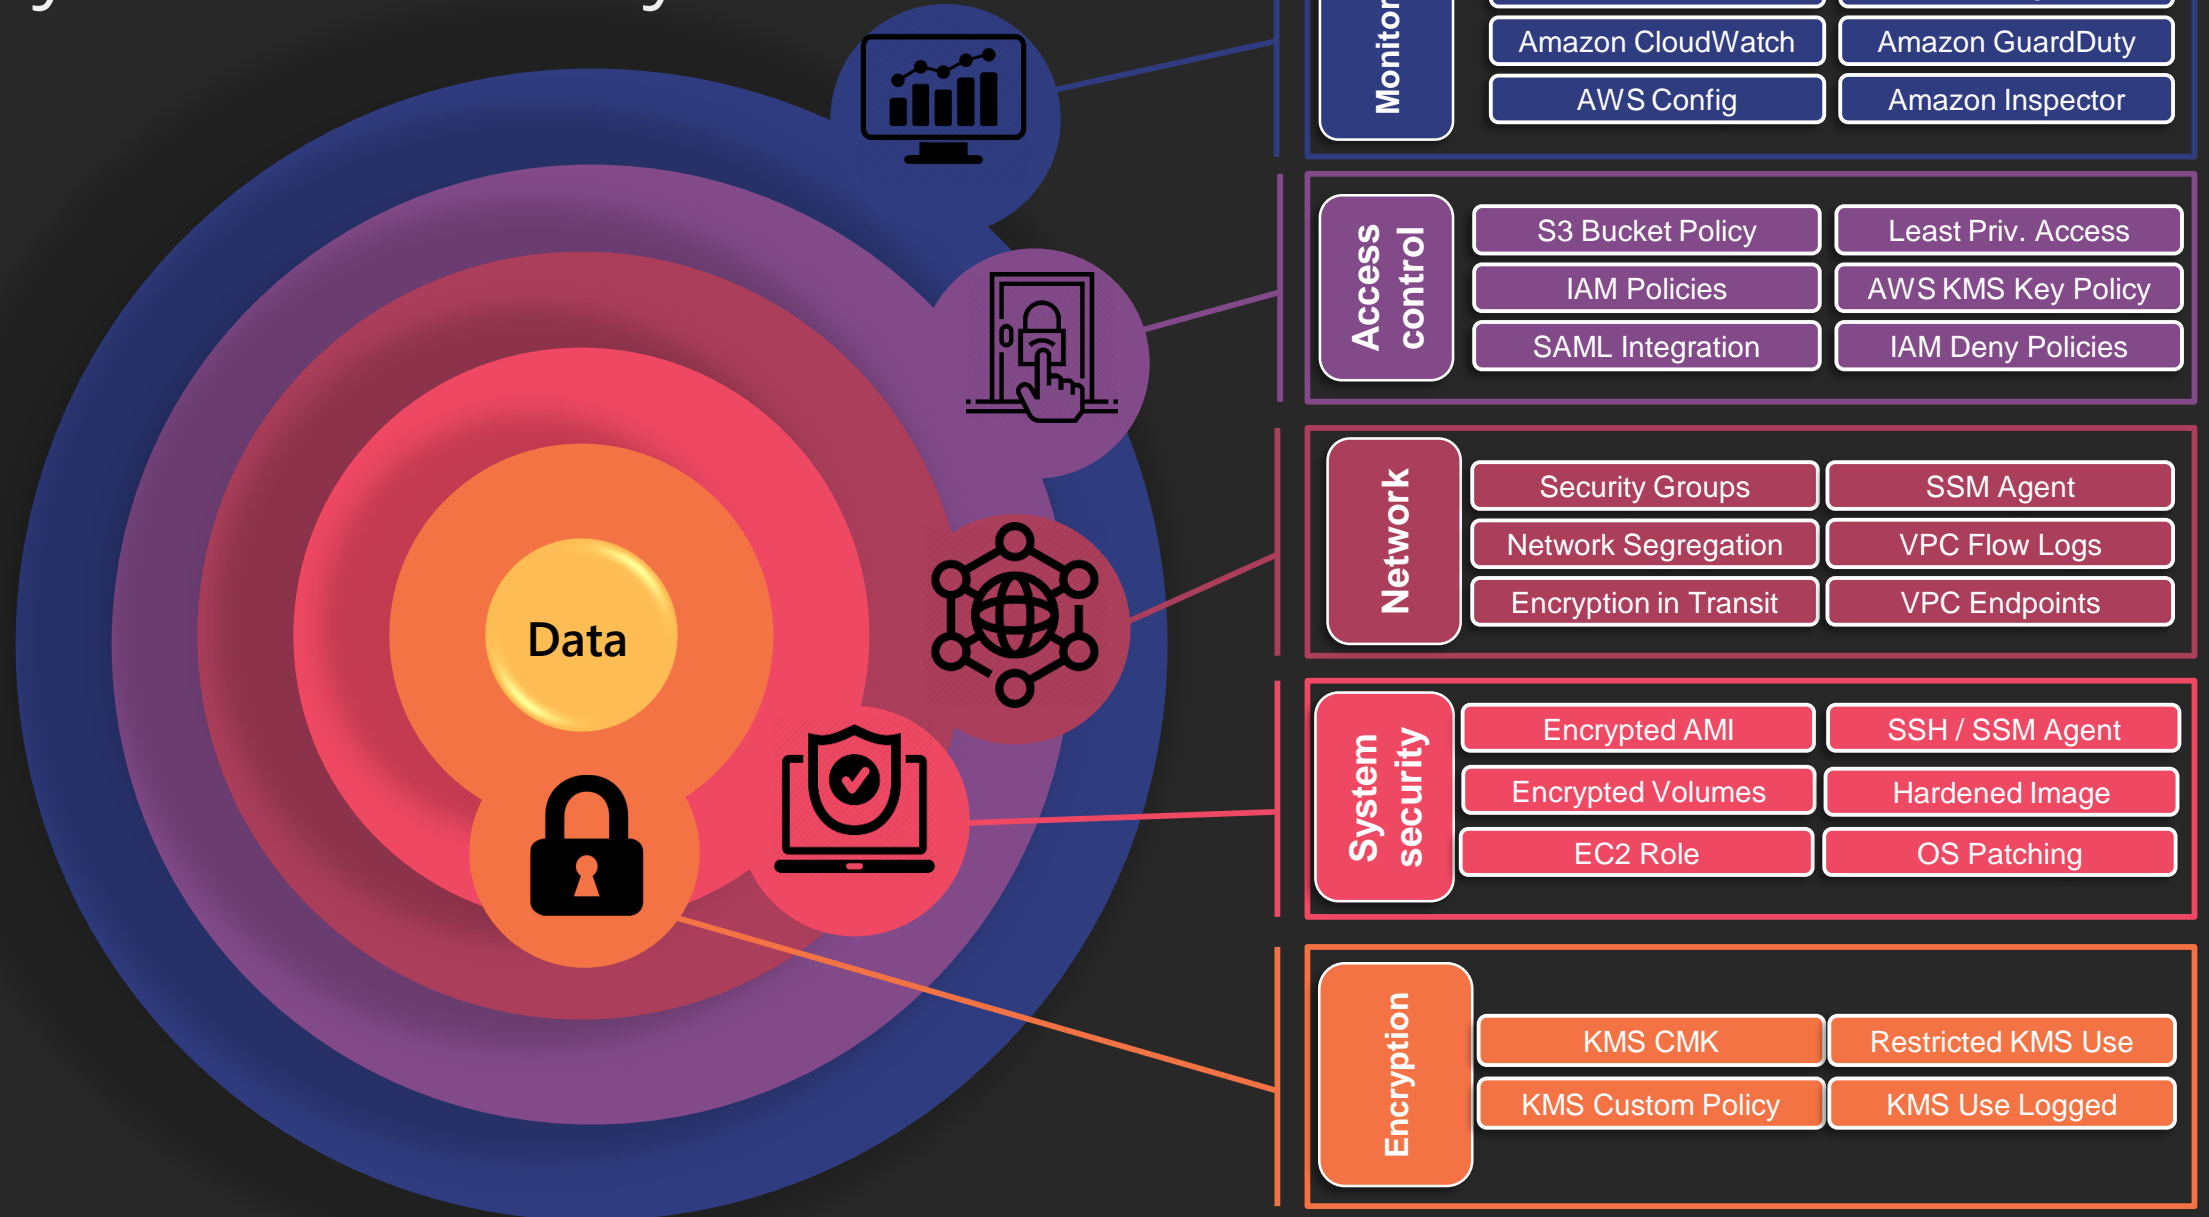 Amazon CloudWatch
Amazon GuardDuty
AWS Config
Amazon Inspector
Access
control
S3 Bucket Policy
Least Priv. Access
IAM Policies
AWS KMS Key Policy
SAML Integration
IAM Deny Policies
Network
Security Groups
SSM Agent
Network Segregation
VPC Flow Logs
Encryption in Transit
VPC Endpoints
Data
System
security
Encrypted AMI
SSH / SSM Agent
Encrypted Volumes
Hardened Image
EC2 Role
OS Patching
Encryption
KMS CMK
Restricted KMS Use
KMS Custom Policy
KMS Use Logged